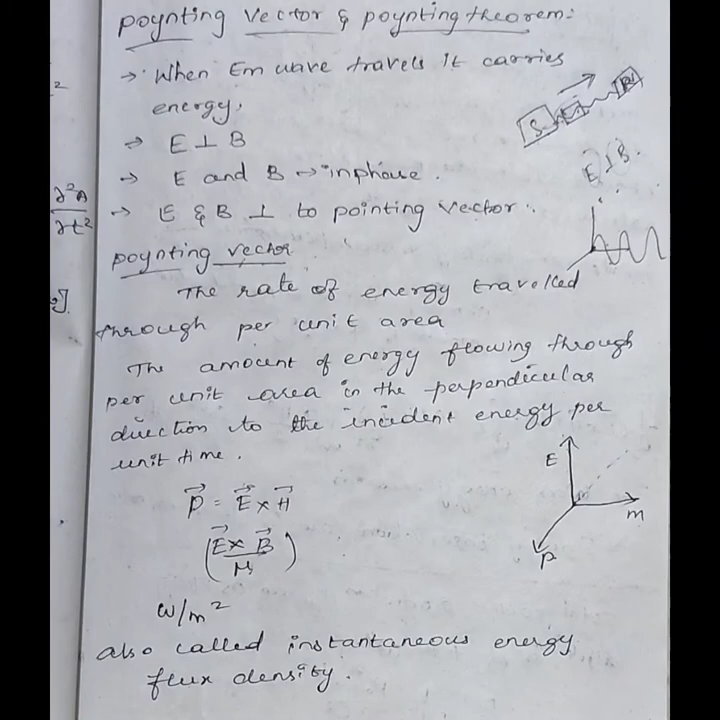 poynting Vector & poynting theorem:
→ When Em wave travels it carries
energy,
→ E ⊥ B
→ E and B → inphase.
→ E & B ⊥ to pointing vector.
poynting vector
The rate of energy travelled
through per unit area
The amount of energy flowing through
per unit area in the perpendicular
direction to the incident energy per
unit time.
P⃗ = E⃗ × H⃗
(E⃗ × B⃗ / μ)
W/m²
also called instantaneous energy
flux density.
S
E ⊥ B.
E
m
P
∂²A
∂t²